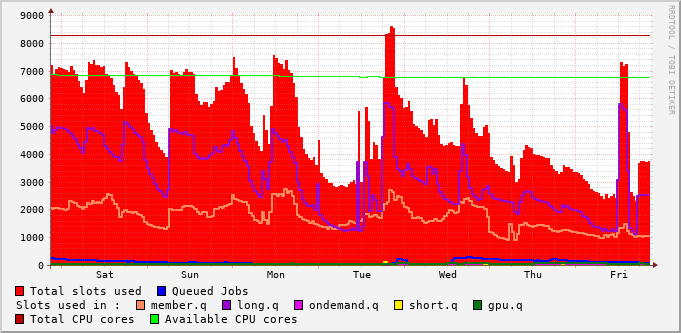 9000
8000
7000
6000
5000
4000
3000
2000
1000
0
Sat Sun Mon Tue Wed Thu Fri
RRDTOOL / TOBI OETIKER
Total slots used Queued Jobs
Slots used in : member.q long.q ondemand.q short.q gpu.q
Total CPU cores Available CPU cores